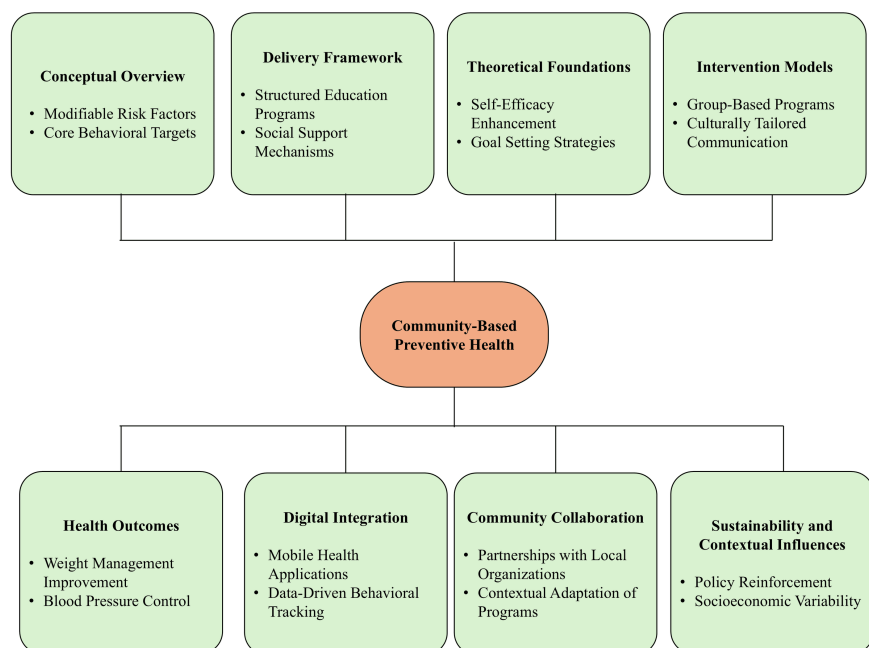 Conceptual Overview
• Modifiable Risk Factors
• Core Behavioral Targets
Delivery Framework
• Structured Education
Programs
• Social Support
Mechanisms
Theoretical Foundations
• Self-Efficacy
Enhancement
• Goal Setting Strategies
Intervention Models
• Group-Based Programs
• Culturally Tailored
Communication
Community-Based
Preventive Health
Health Outcomes
• Weight Management
Improvement
• Blood Pressure Control
Digital Integration
• Mobile Health
Applications
• Data-Driven Behavioral
Tracking
Community Collaboration
• Partnerships with Local
Organizations
• Contextual Adaptation of
Programs
Sustainability and
Contextual Influences
• Policy Reinforcement
• Socioeconomic Variability